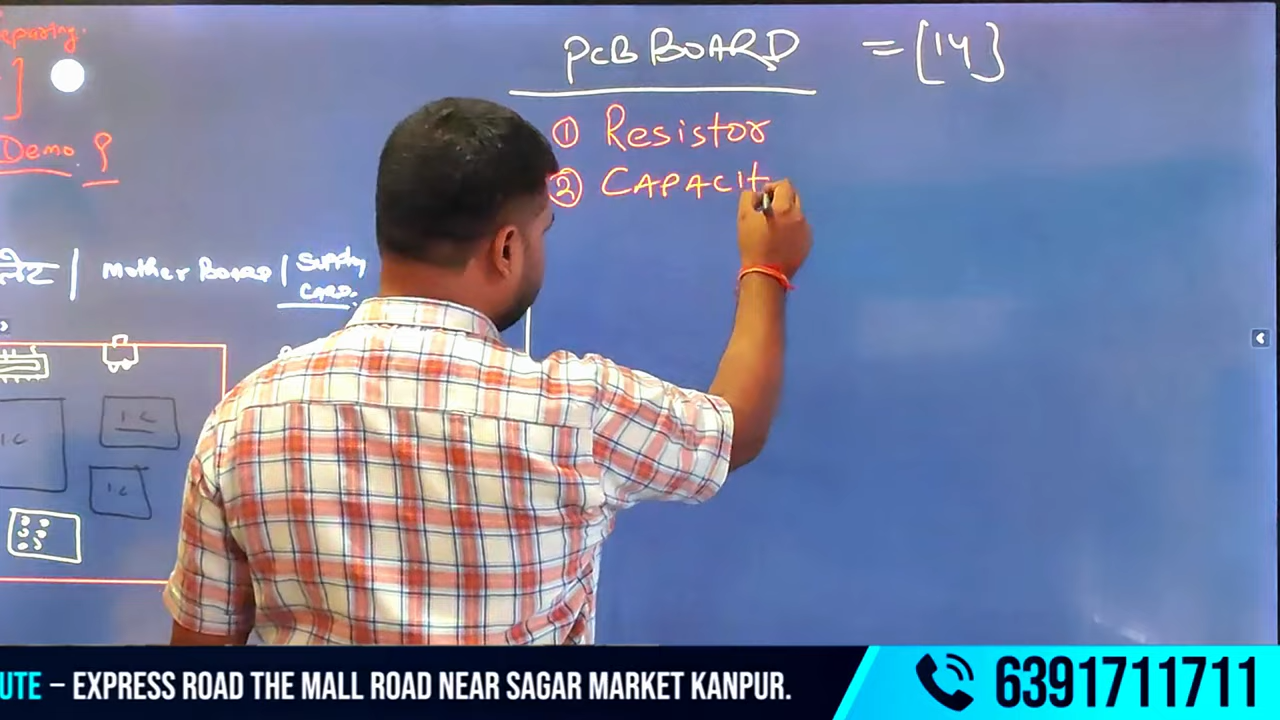 eparing.
]
Demo ?
PCB BOARD = [14]
① Resistor
② CAPACIT
लेट | Mother BOARD | Supply
CARD.
I-C
I-C
I-C
UTE – EXPRESS ROAD THE MALL ROAD NEAR SAGAR MARKET KANPUR.
6391711711